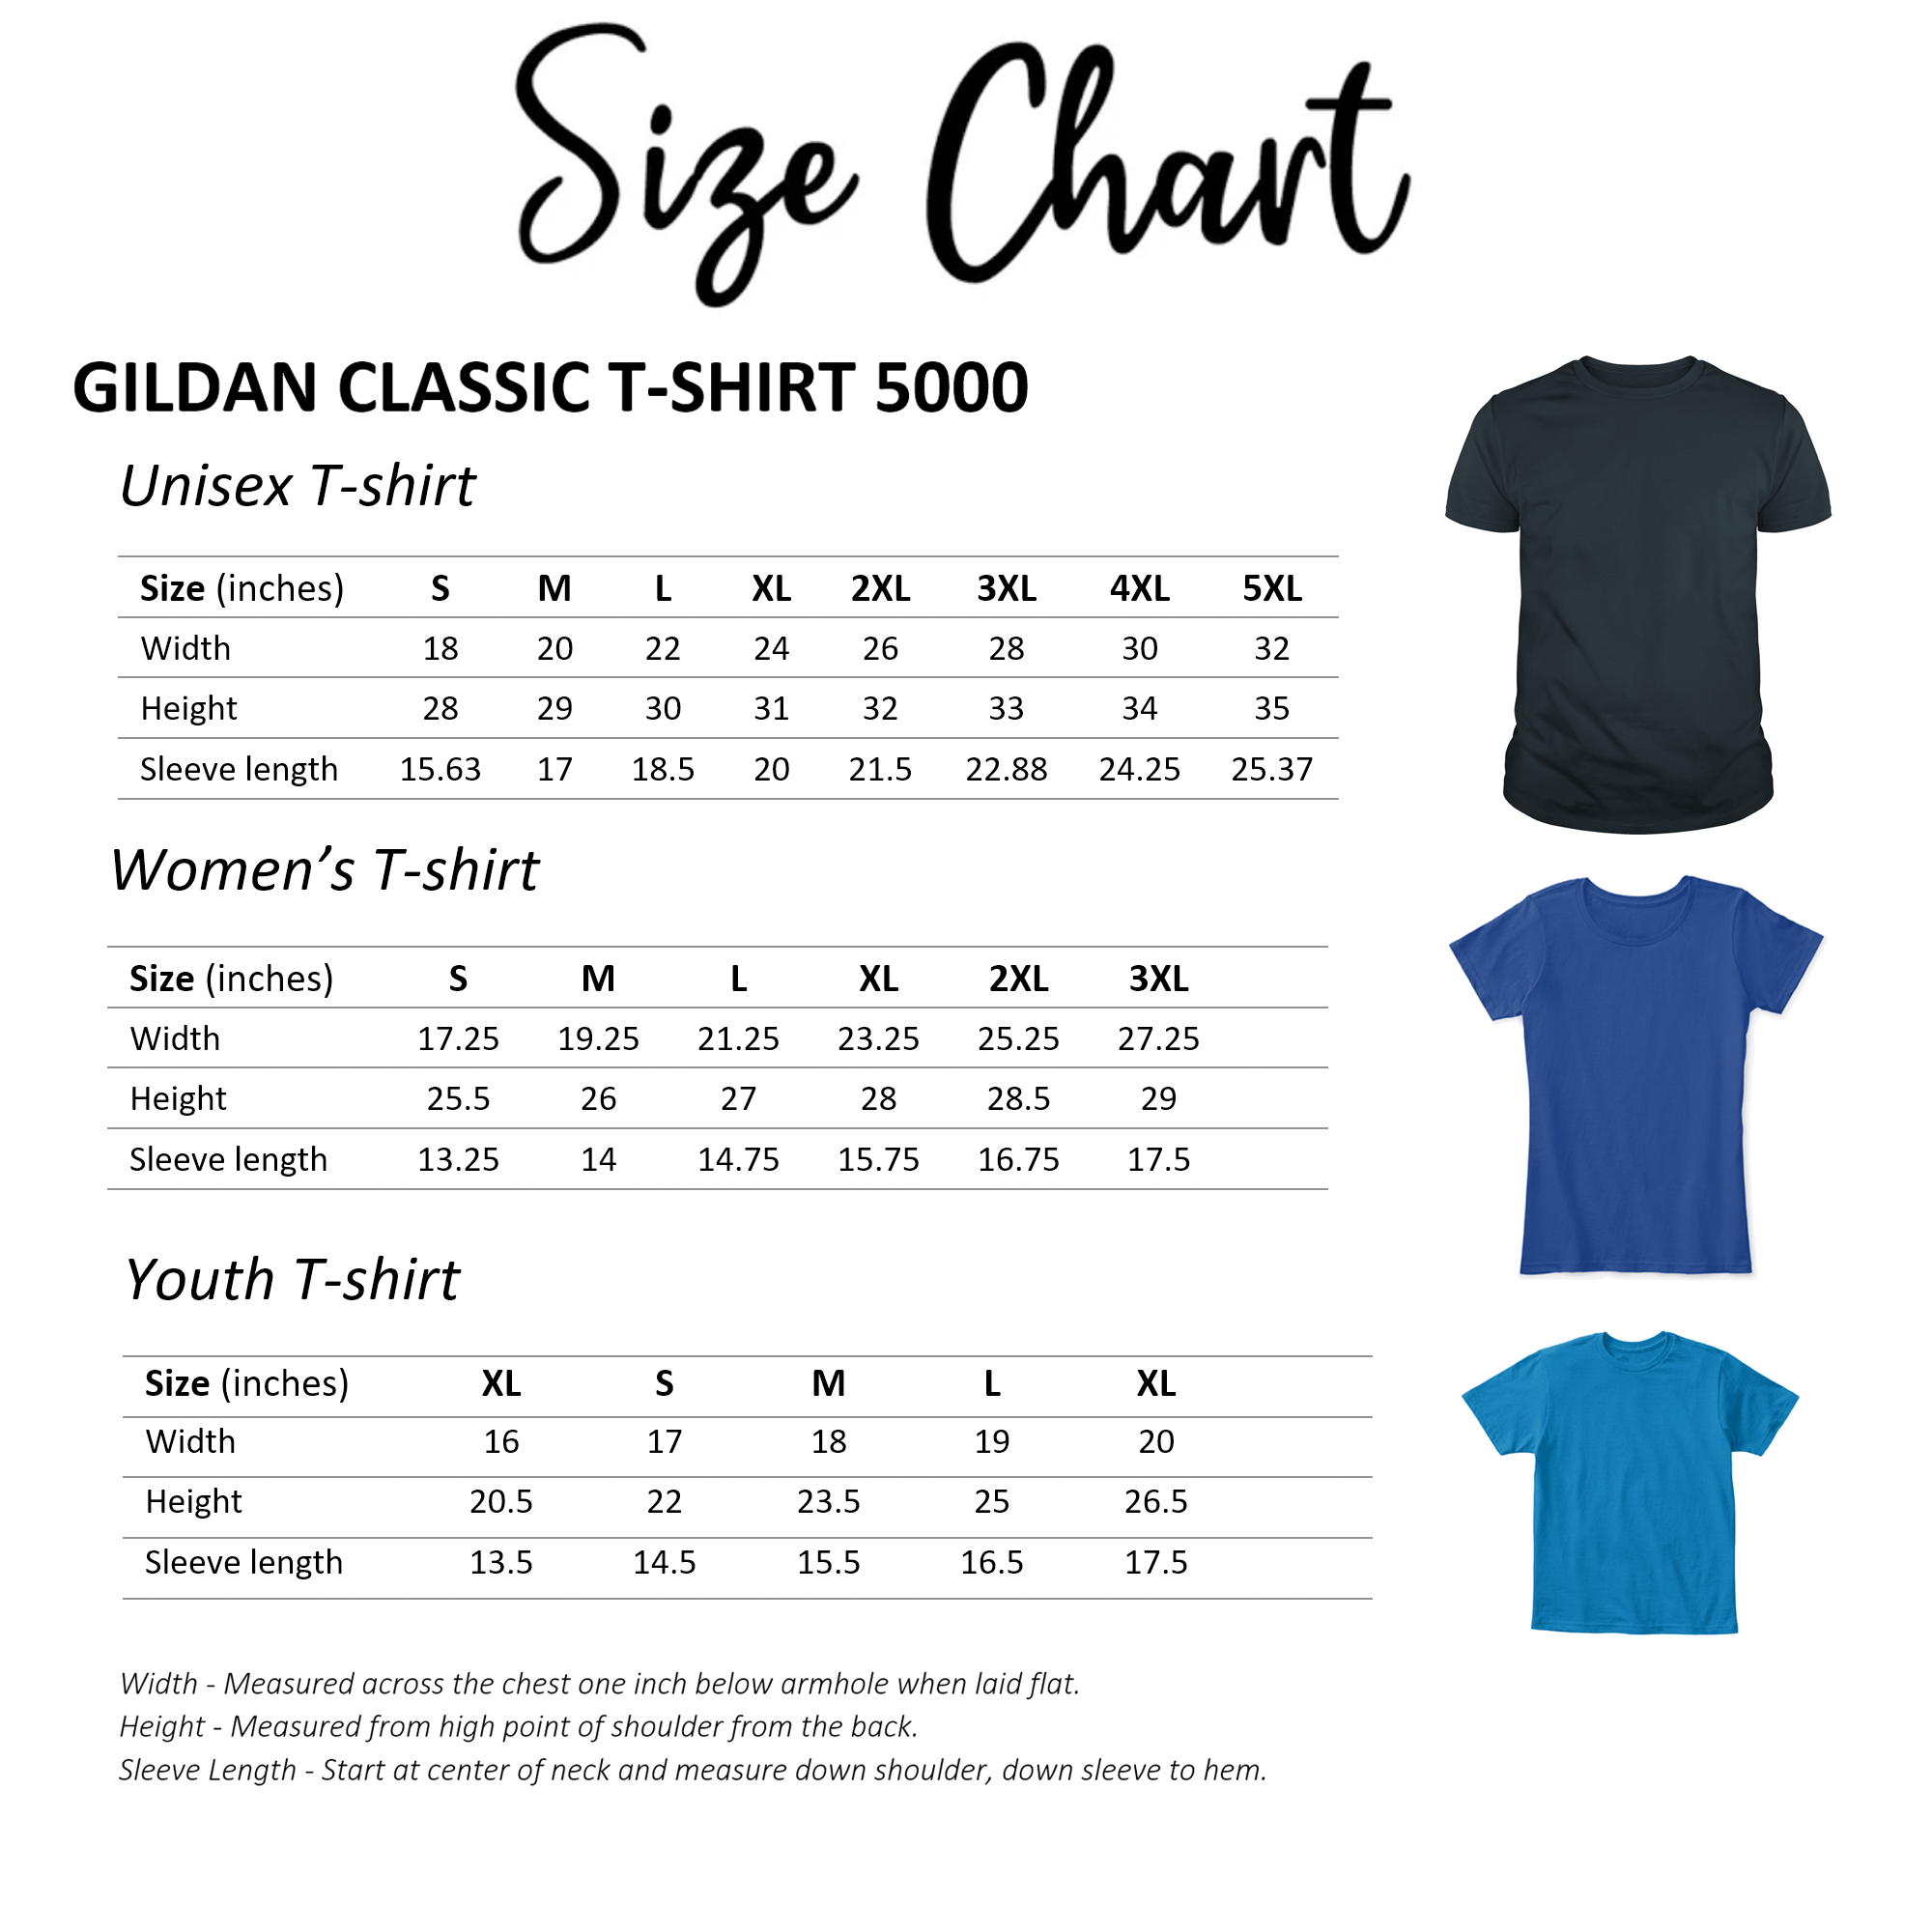 Size Chart
GILDAN CLASSIC T-SHIRT 5000
Unisex T-shirt
Size (inches) S M L XL 2XL 3XL 4XL 5XL
Width 18 20 22 24 26 28 30 32
Height 28 29 30 31 32 33 34 35
Sleeve length 15.63 17 18.5 20 21.5 22.88 24.25 25.37
Women’s T-shirt
Size (inches) S M L XL 2XL 3XL
Width 17.25 19.25 21.25 23.25 25.25 27.25
Height 25.5 26 27 28 28.5 29
Sleeve length 13.25 14 14.75 15.75 16.75 17.5
Youth T-shirt
Size (inches) XL S M L XL
Width 16 17 18 19 20
Height 20.5 22 23.5 25 26.5
Sleeve length 13.5 14.5 15.5 16.5 17.5
Width - Measured across the chest one inch below armhole when laid flat.
Height - Measured from high point of shoulder from the back.
Sleeve Length - Start at center of neck and measure down shoulder, down sleeve to hem.